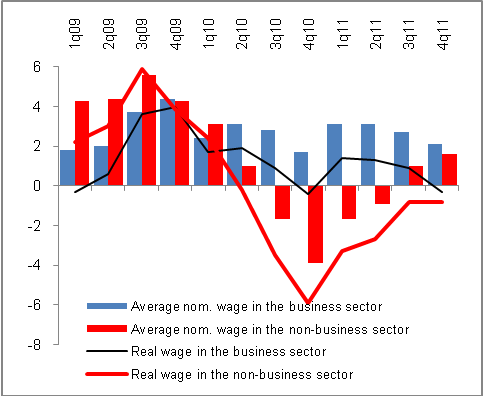 1q09 2q09 3q09 4q09 1q10 2q10 3q10 4q10 1q11 2q11 3q11 4q11
6
4
2
0
-2
-4
-6
-8
Average nom. wage in the business sector
Average nom. wage in the non-business sector
Real wage in the business sector
Real wage in the non-business sector